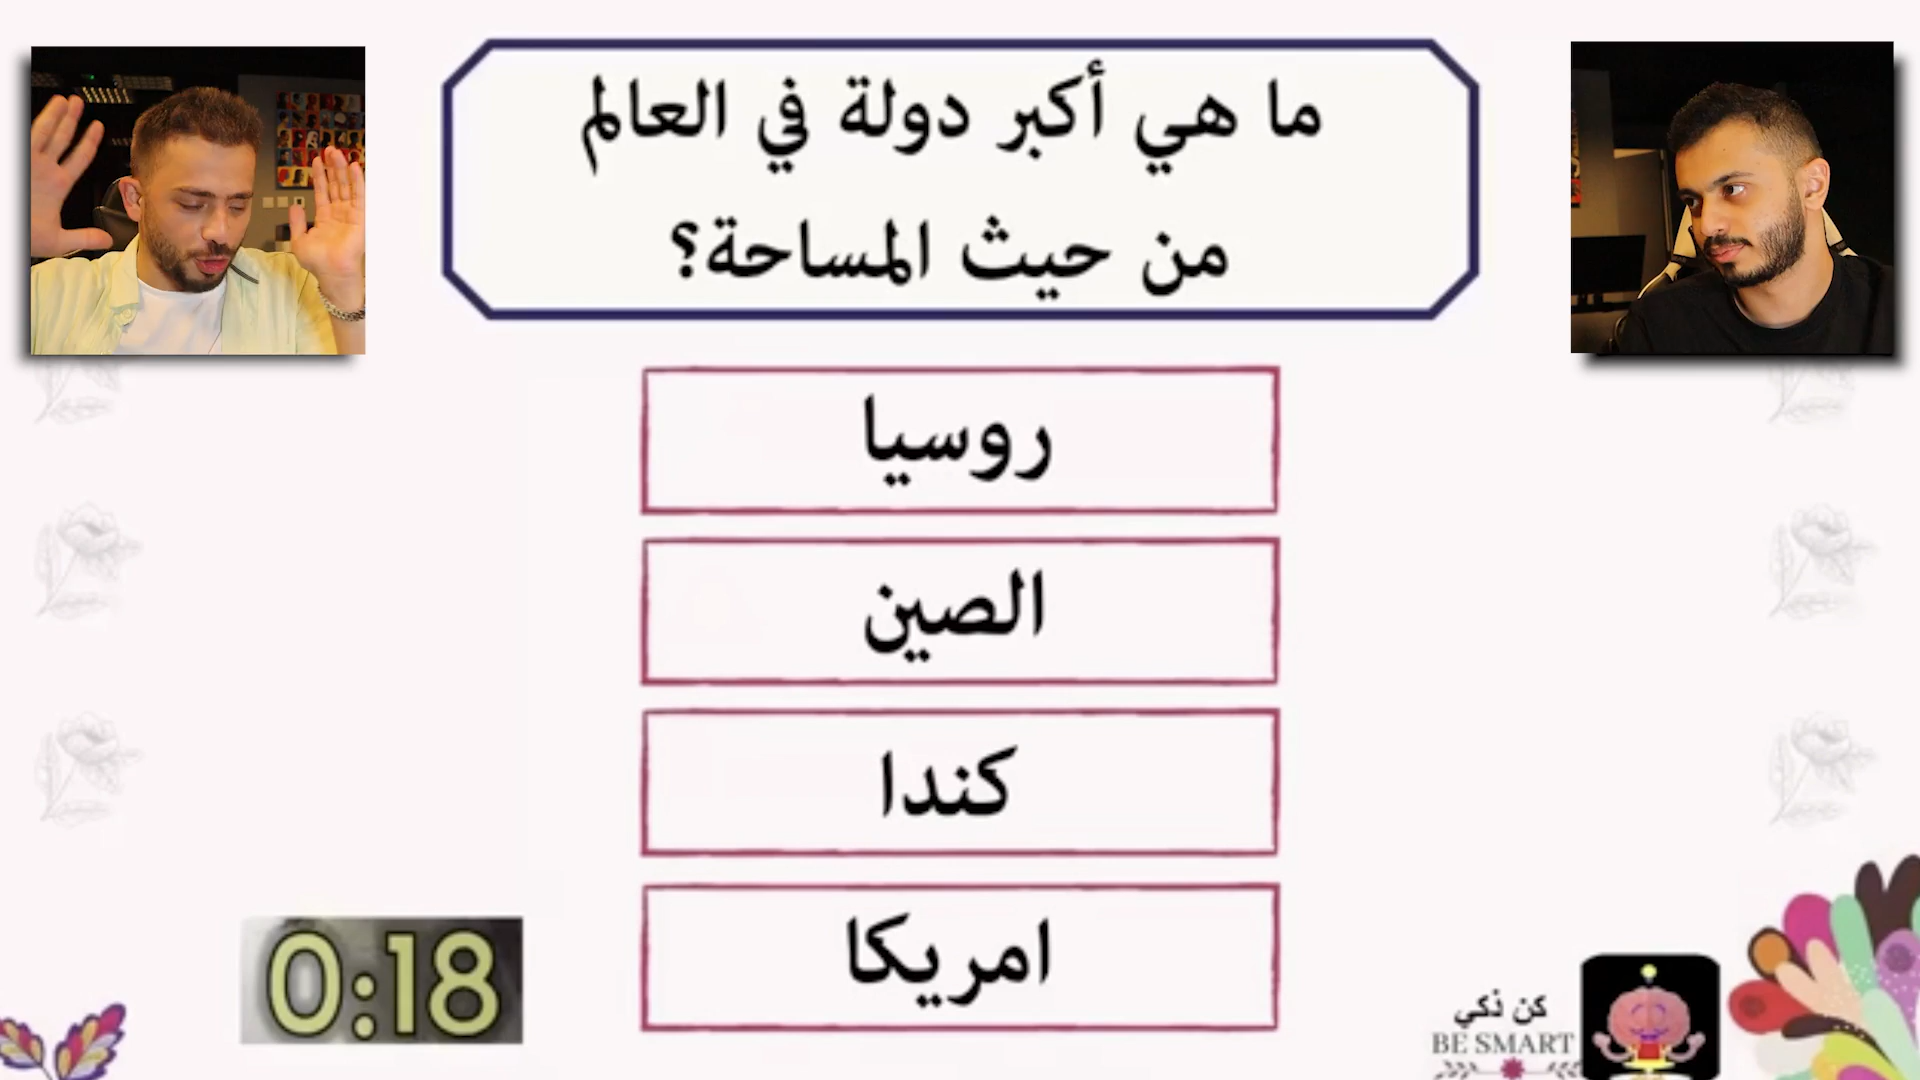 ما هي أكبر دولة في العالم
من حيث المساحة؟
روسيا
الصين
كندا
امريكا
0:18
كن ذكي
BE SMART